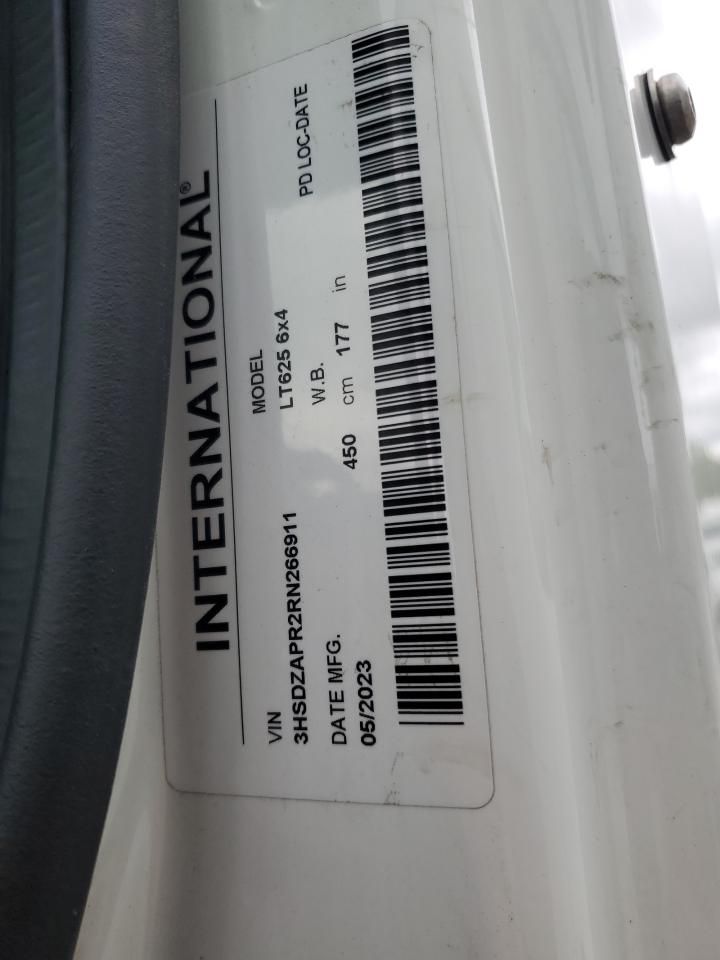 INTERNATIONAL®
VIN MODEL
3HSDZAPR2RN266911 LT625 6x4
DATE MFG. W.B. PD LOC-DATE
05/2023 450 cm 177 in